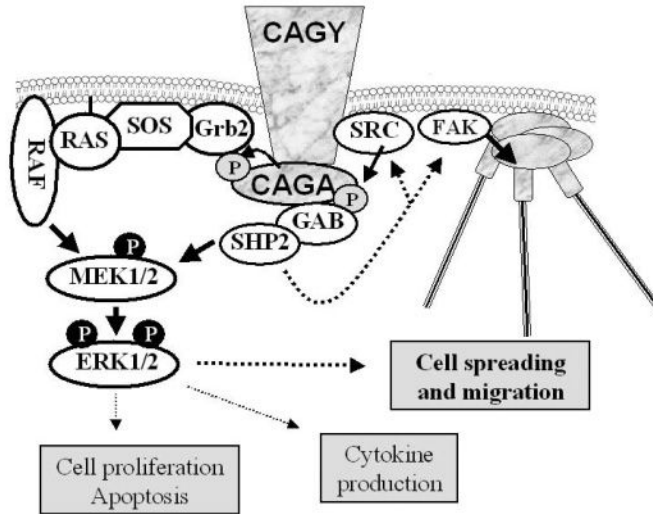 CAGY
RAF
RAS
SOS
Grb2
SRC
FAK
P
CAGA
P
GAB
SHP2
P
MEK1/2
P
P
ERK1/2
Cell spreading
and migration
Cell proliferation
Apoptosis
Cytokine
production